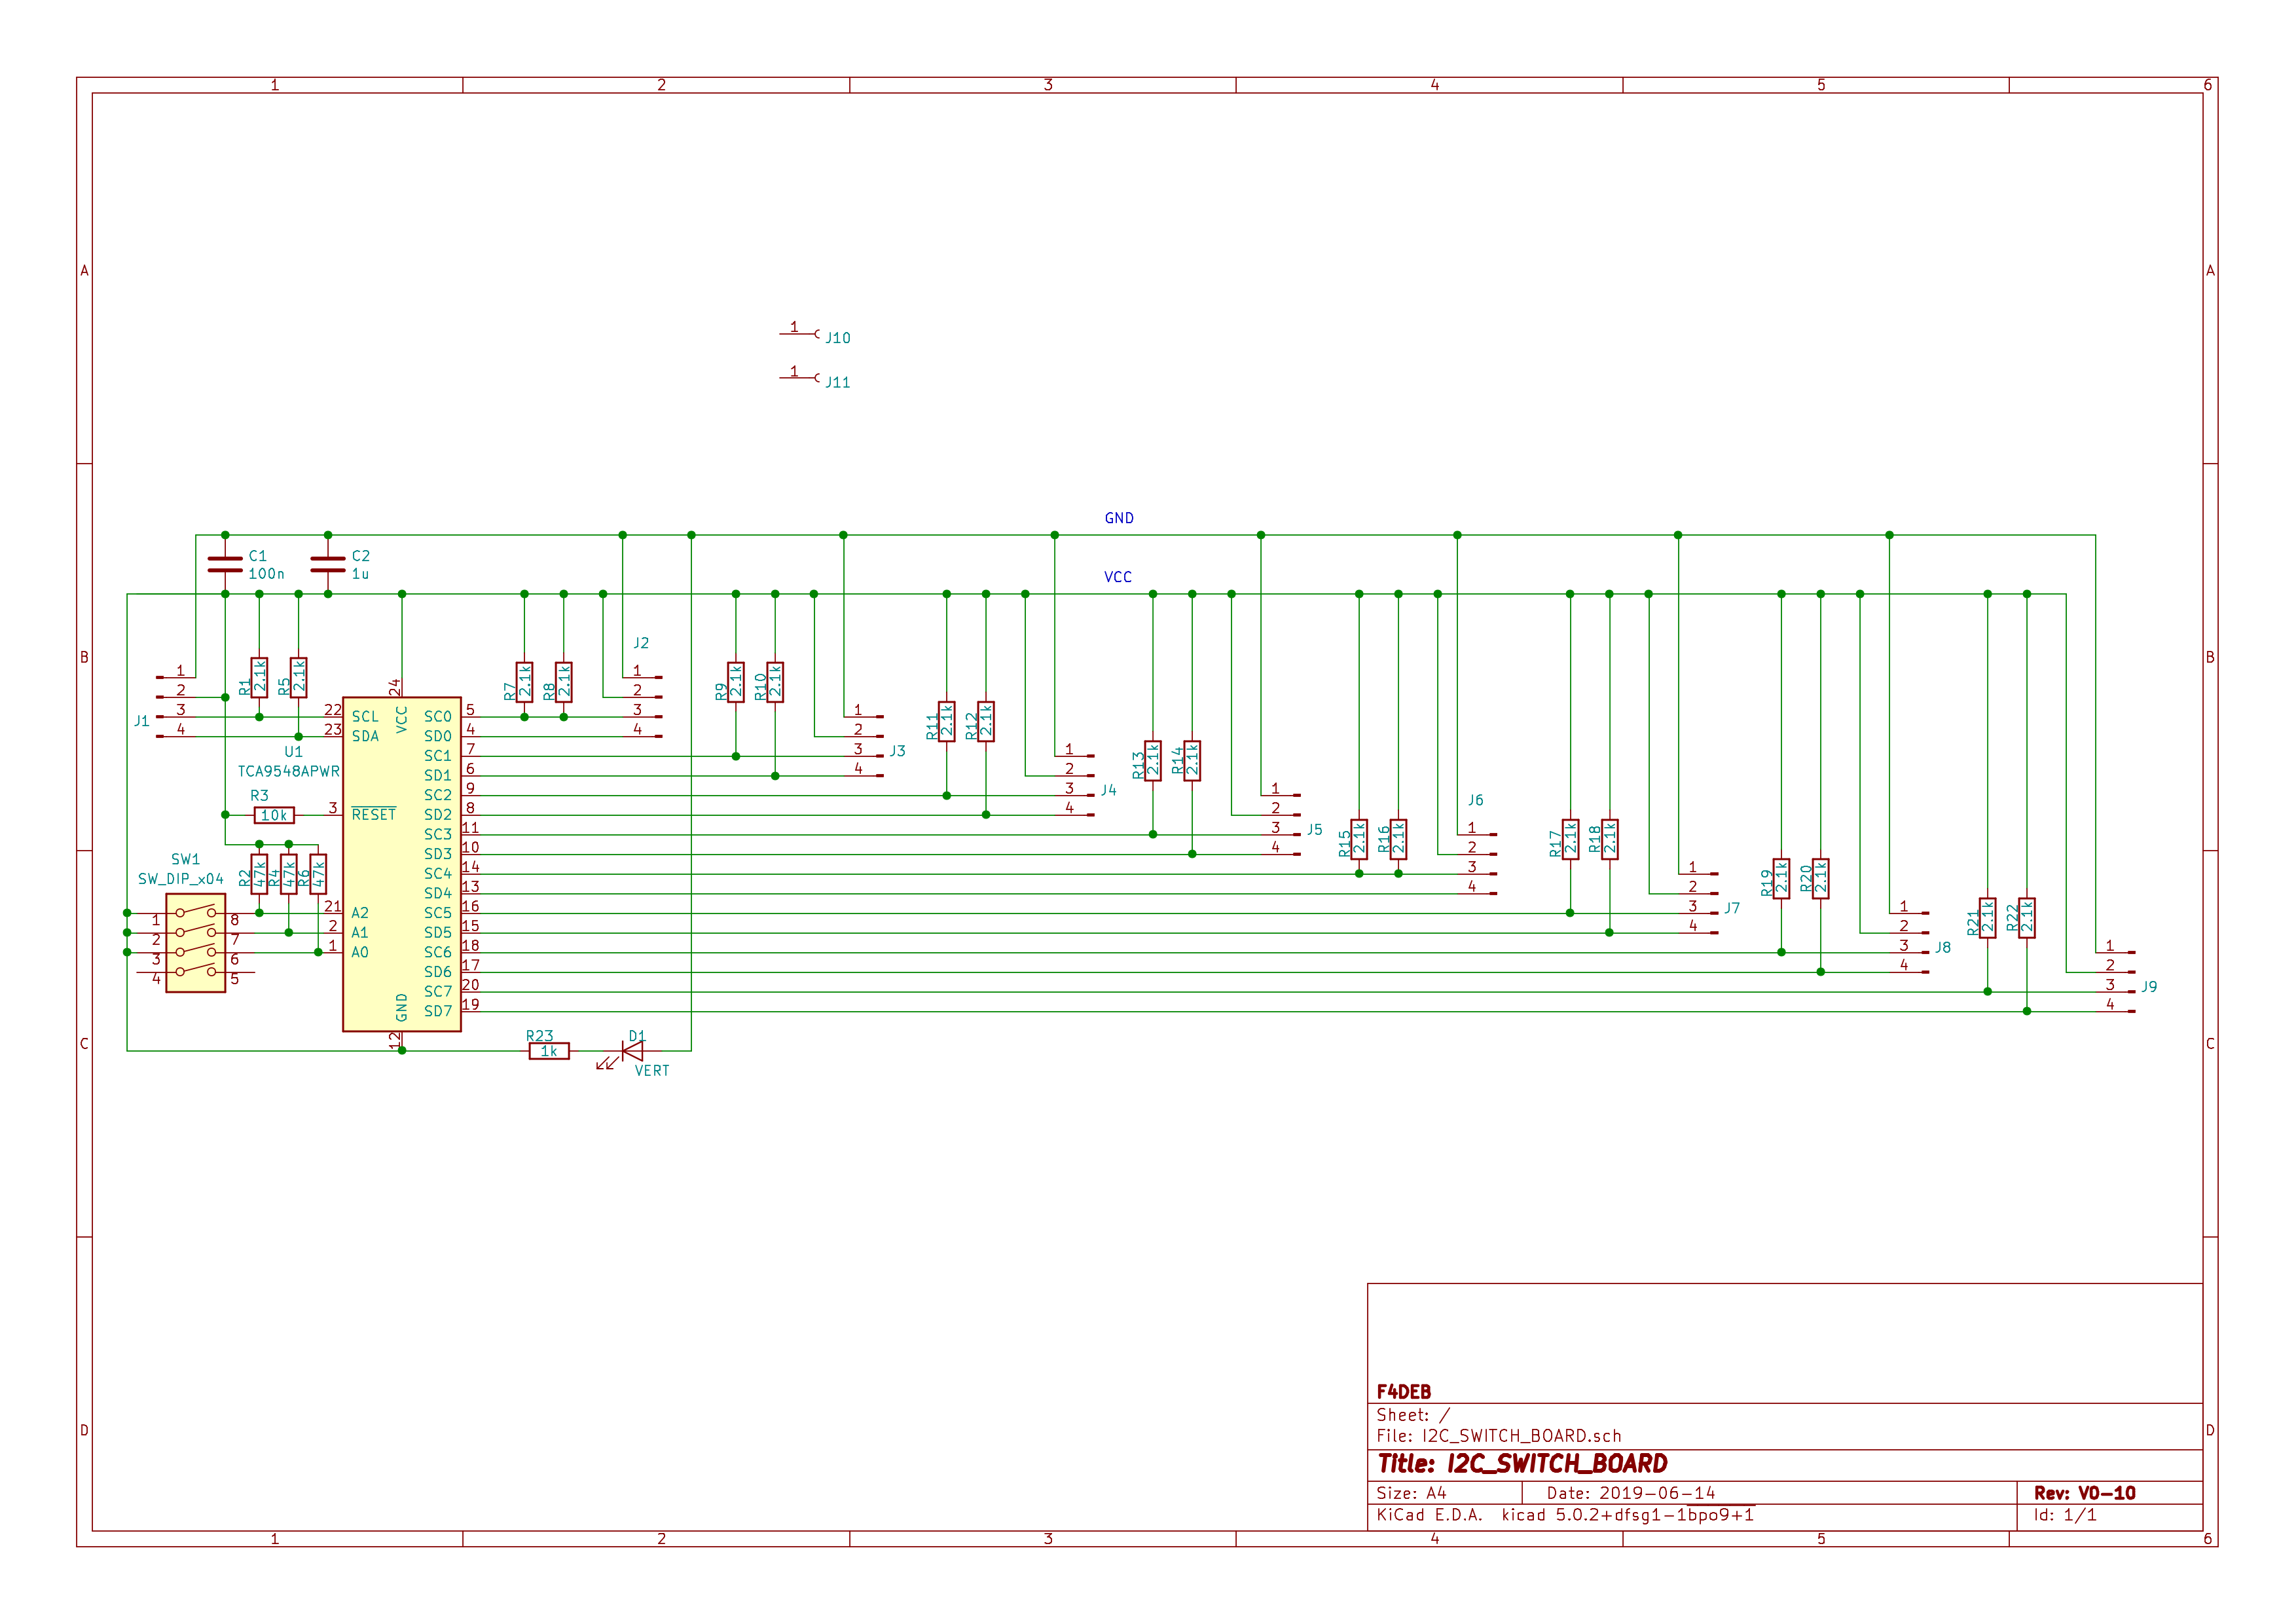 1 2 3 4 5 6
A A
1 J10
1 J11
GND
C1 100n
C2 1u
VCC
B B
J2
J1 1 2 3 4
R1 2.1k
R5 2.1k
R7 2.1k
R8 2.1k
1 2 3 4
R9 2.1k
R10 2.1k
1 2 3 4 J3
R11 2.1k
R12 2.1k
1 2 3 4 J4
R13 2.1k
R14 2.1k
1 2 3 4 J5
R15 2.1k
R16 2.1k
J6
1 2 3 4
R17 2.1k
R18 2.1k
1 2 3 4 J7
R19 2.1k
R20 2.1k
1 2 3 4 J8
R21 2.1k
R22 2.1k
1 2 3 4 J9
U1
TCA9548APWR
24 VCC
22 SCL
23 SDA
3 RESET
21 A2
2 A1
1 A0
12 GND
SC0 5
SD0 4
SC1 7
SD1 6
SC2 9
SD2 8
SC3 11
SD3 10
SC4 14
SD4 13
SC5 16
SD5 15
SC6 18
SD6 17
SC7 20
SD7 19
R3
10k
R2 47k
R4 47k
R6 47k
SW1
SW_DIP_x04
1 8
2 7
3 6
4 5
R23
1k
D1
VERT
C C
D D
F4DEB
Sheet: /
File: I2C_SWITCH_BOARD.sch
Title: I2C_SWITCH_BOARD
Size: A4 Date: 2019-06-14 Rev: V0-10
KiCad E.D.A. kicad 5.0.2+dfsg1-1bpo9+1 Id: 1/1
1 2 3 4 5 6